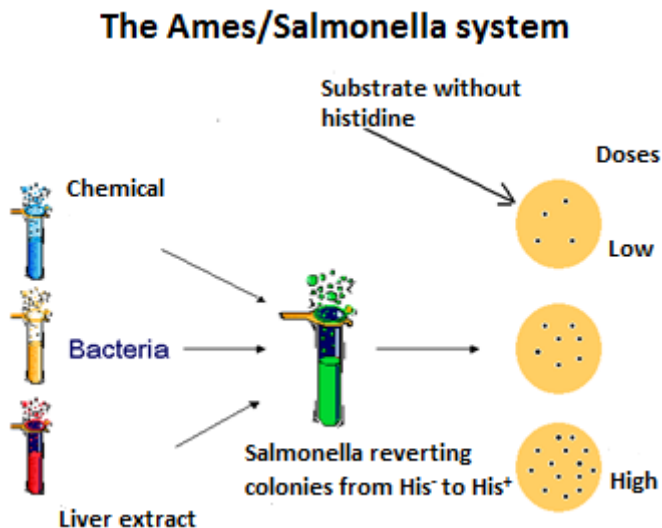 The Ames/Salmonella system
Substrate without
histidine
Doses
Chemical
Low
Bacteria
Salmonella reverting
colonies from His⁻ to His⁺
High
Liver extract